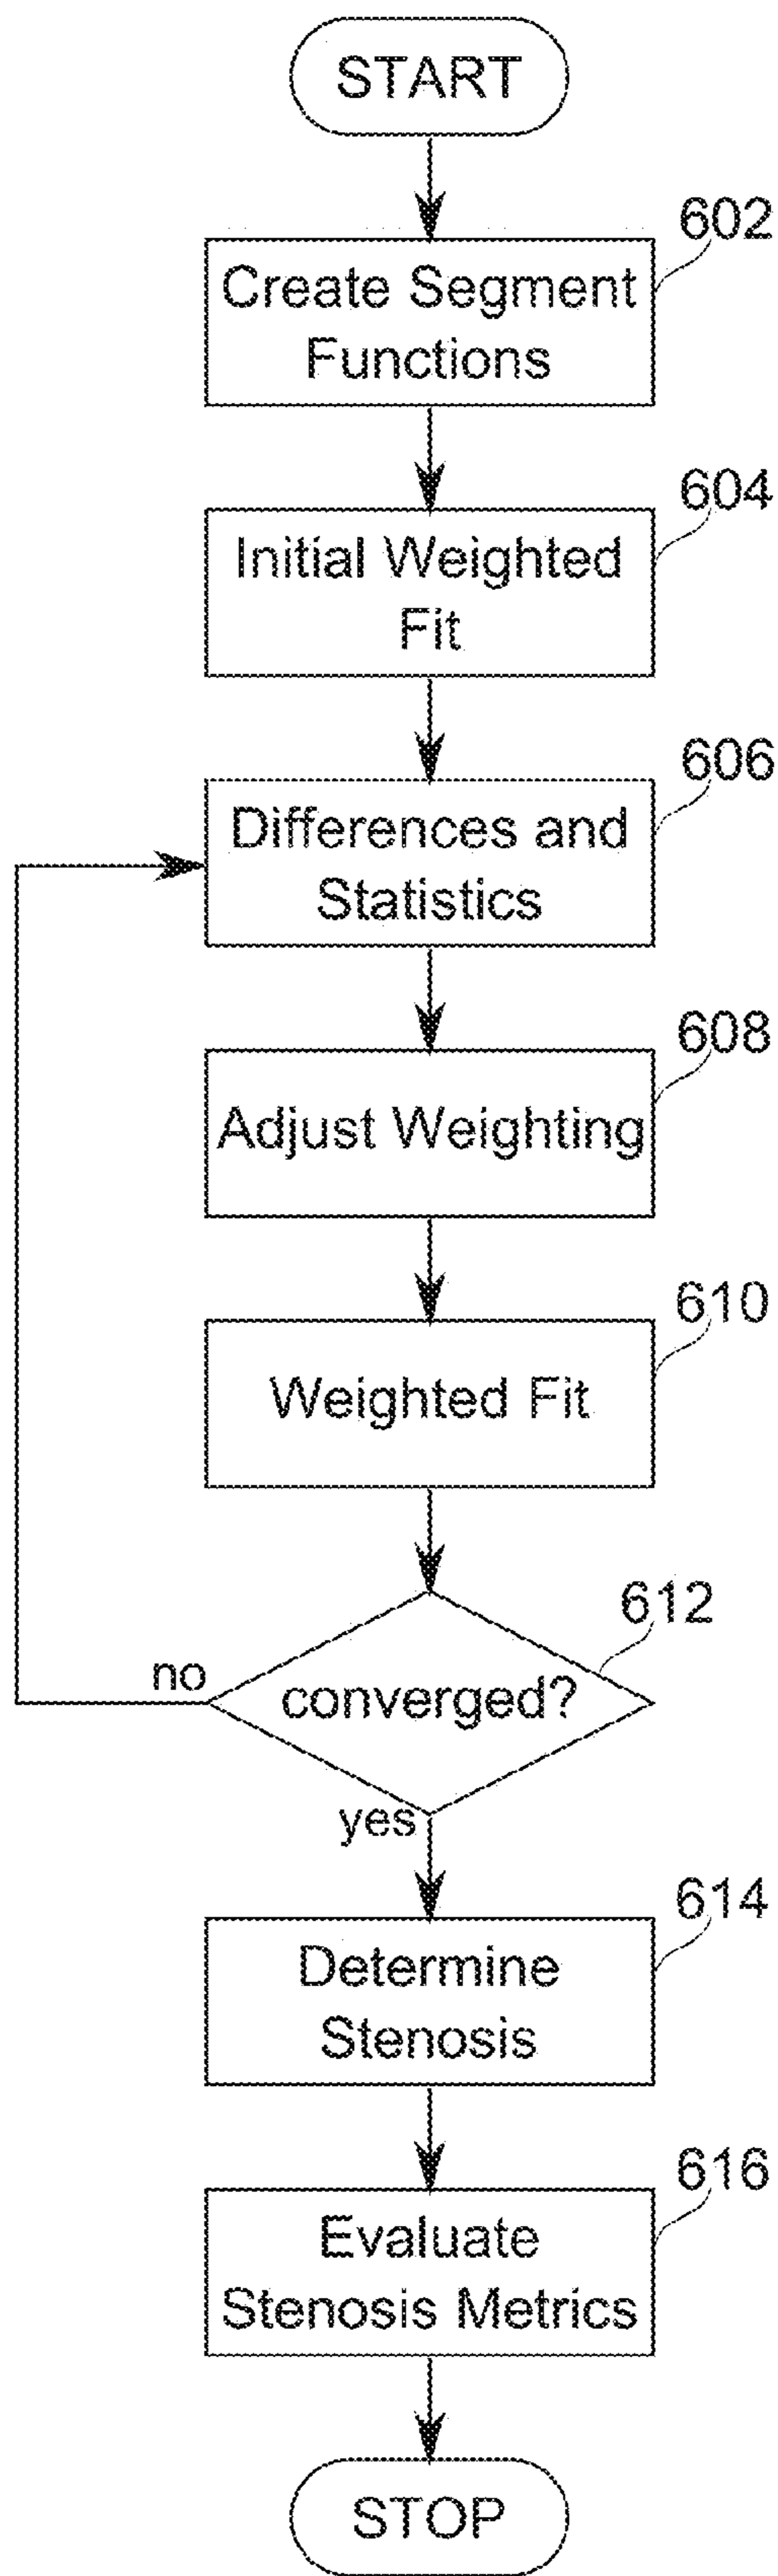 START
602
Create Segment
Functions
604
Initial Weighted
Fit
606
Differences and
Statistics
608
Adjust Weighting
610
Weighted Fit
612
no
converged?
yes
614
Determine
Stenosis
616
Evaluate
Stenosis Metrics
STOP